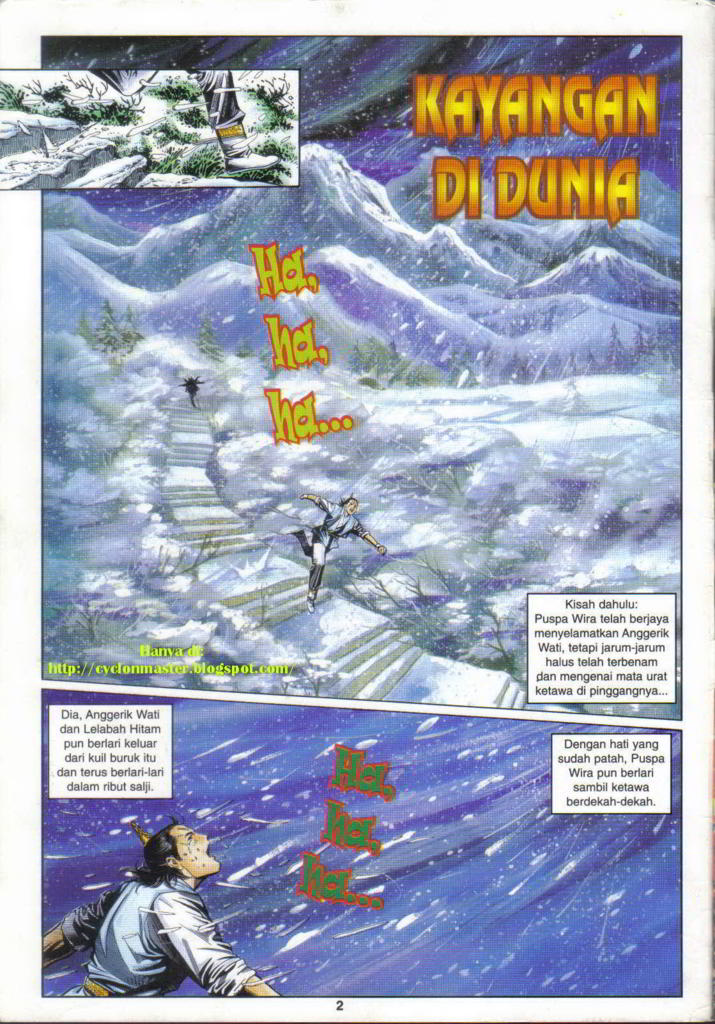 KAYANGAN
DI DUNIA
Ha,
ha,
ha...
Kisah dahulu:
Puspa Wira telah berjaya
menyelamatkan Anggerik
Wati, tetapi jarum-jarum
halus telah terbenam
dan mengenai mata urat
ketawa di pinggangnya...
Hanya di:
http://cyclonmaster.blogspot.com/
Dia, Anggerik Wati
dan Lelabah Hitam
pun berlari keluar
dari kuil buruk itu
dan terus berlari-lari
dalam ribut salji.
Dengan hati yang
sudah patah, Puspa
Wira pun berlari
sambil ketawa
berdekah-dekah.
Ha,
ha,
ha...
2